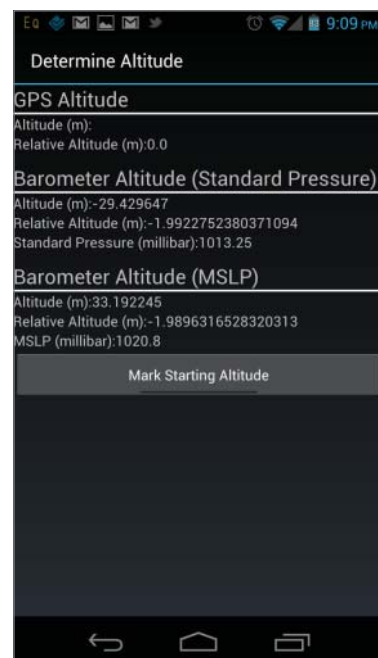 9:09 PM
Determine Altitude
GPS Altitude
Altitude (m):
Relative Altitude (m):0.0
Barometer Altitude (Standard Pressure)
Altitude (m):-29.429647
Relative Altitude (m):-1.9922752380371094
Standard Pressure (millibar):1013.25
Barometer Altitude (MSLP)
Altitude (m):33.192245
Relative Altitude (m):-1.9896316528320313
MSLP (millibar):1020.8
Mark Starting Altitude